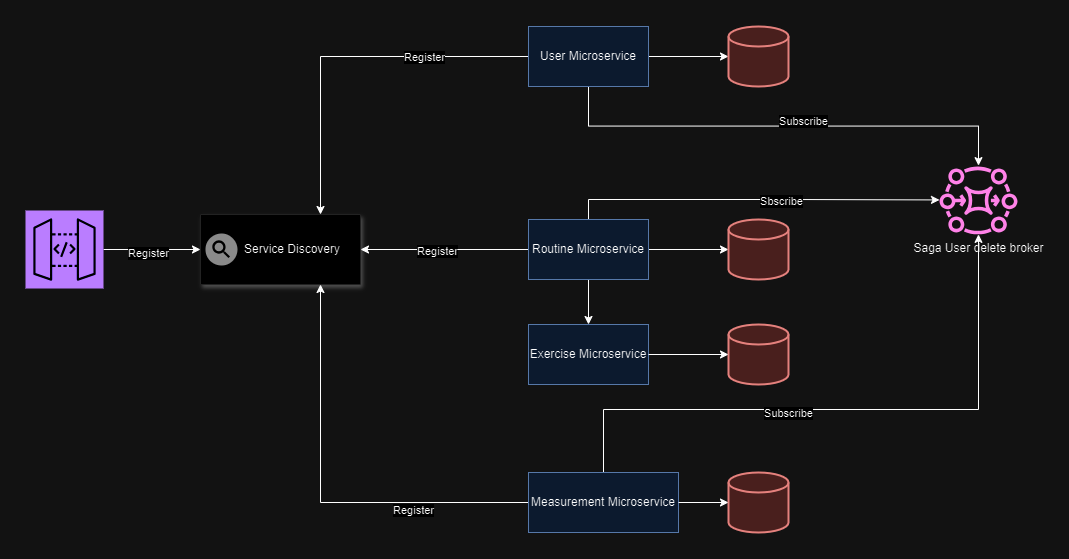 User Microservice
Register
Subscribe
Sbscribe
Register
Service Discovery
Register
Routine Microservice
Saga User delete broker
Exercise Microservice
Subscribe
Measurement Microservice
Register